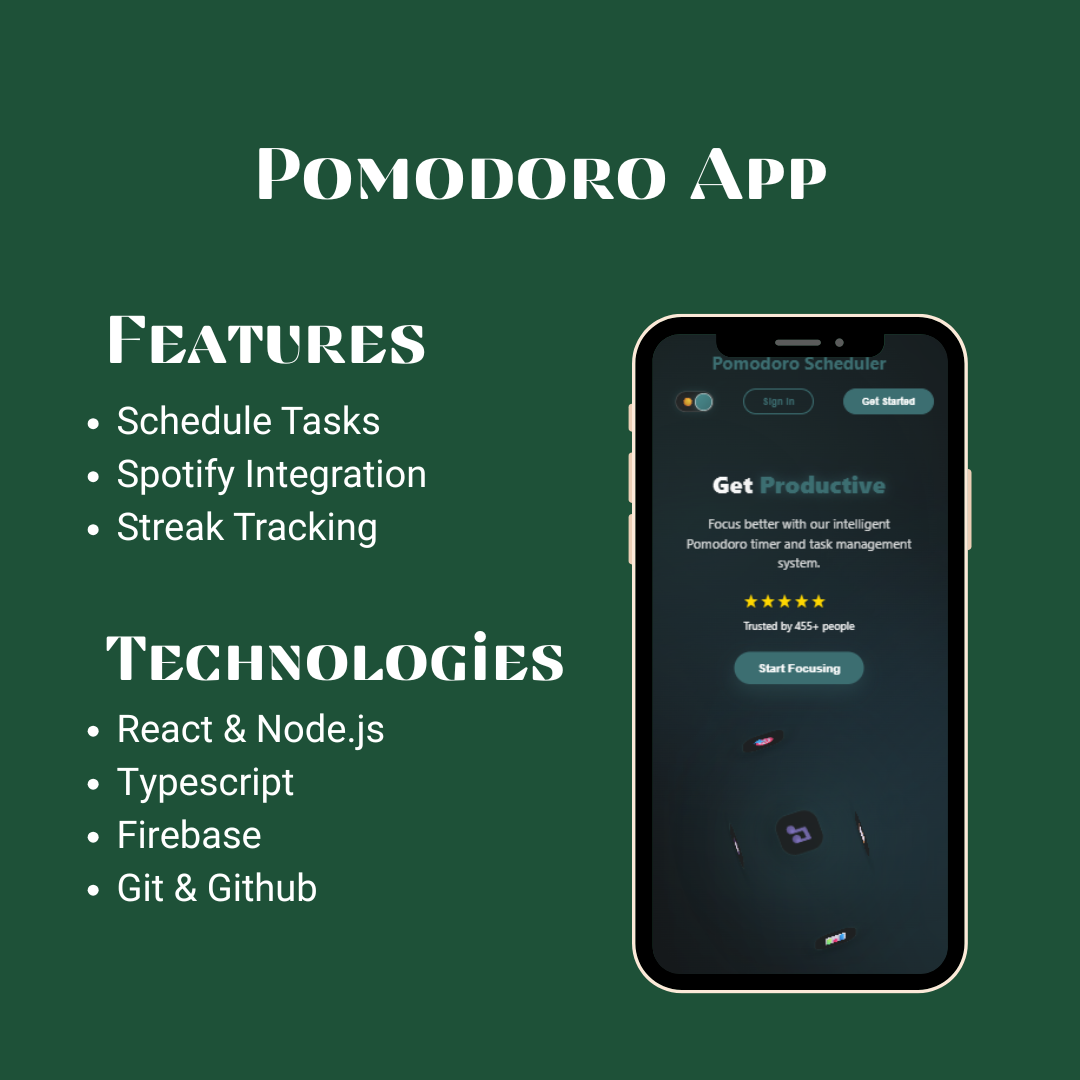 Pomodoro App
Features
Schedule Tasks
Spotify Integration
Streak Tracking
Technologies
React & Node.js
Typescript
Firebase
Git & Github
Pomodoro Scheduler
Sign In
Get Started
Get Productive
Focus better with our intelligent
Pomodoro timer and task management
system.
Trusted by 455+ people
Start Focusing